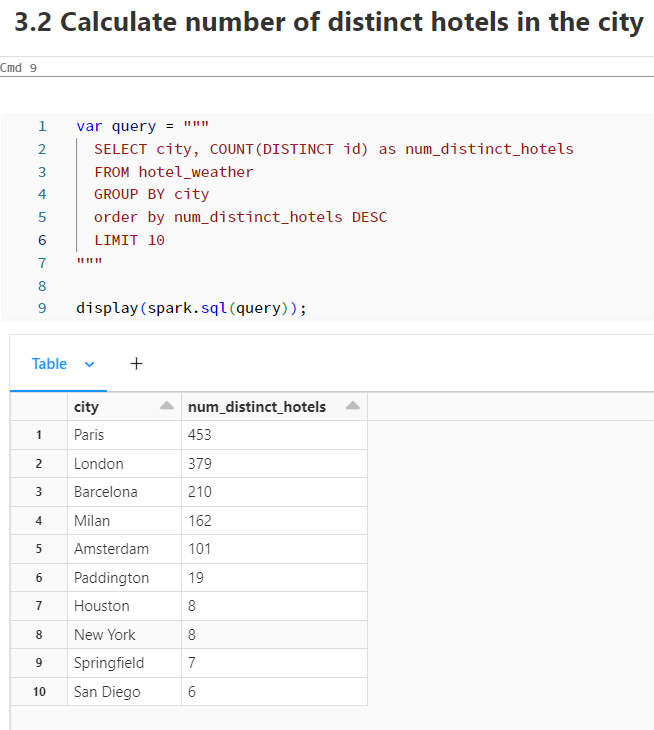 3.2 Calculate number of distinct hotels in the city
Cmd 9
1 var query = """
2 SELECT city, COUNT(DISTINCT id) as num_distinct_hotels
3 FROM hotel_weather
4 GROUP BY city
5 order by num_distinct_hotels DESC
6 LIMIT 10
7 """
8
9 display(spark.sql(query));
Table +
city num_distinct_hotels
1 Paris 453
2 London 379
3 Barcelona 210
4 Milan 162
5 Amsterdam 101
6 Paddington 19
7 Houston 8
8 New York 8
9 Springfield 7
10 San Diego 6